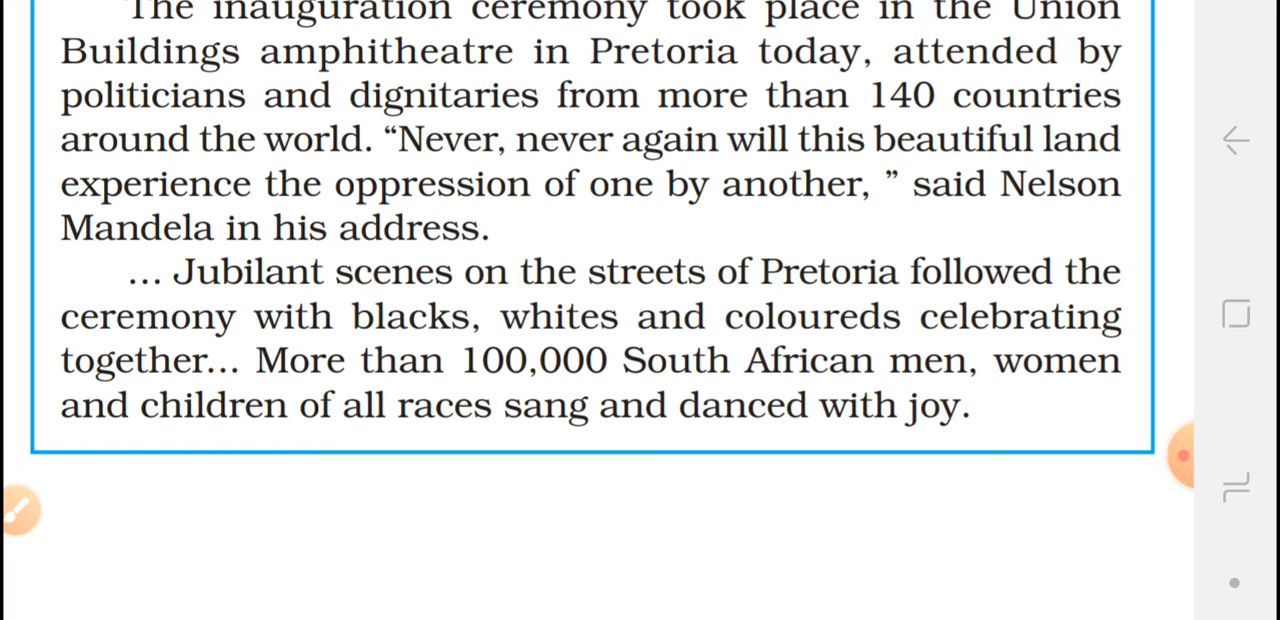 The inauguration ceremony took place in the Union
Buildings amphitheatre in Pretoria today, attended by
politicians and dignitaries from more than 140 countries
around the world. “Never, never again will this beautiful land
experience the oppression of one by another, ” said Nelson
Mandela in his address.
... Jubilant scenes on the streets of Pretoria followed the
ceremony with blacks, whites and coloureds celebrating
together... More than 100,000 South African men, women
and children of all races sang and danced with joy.